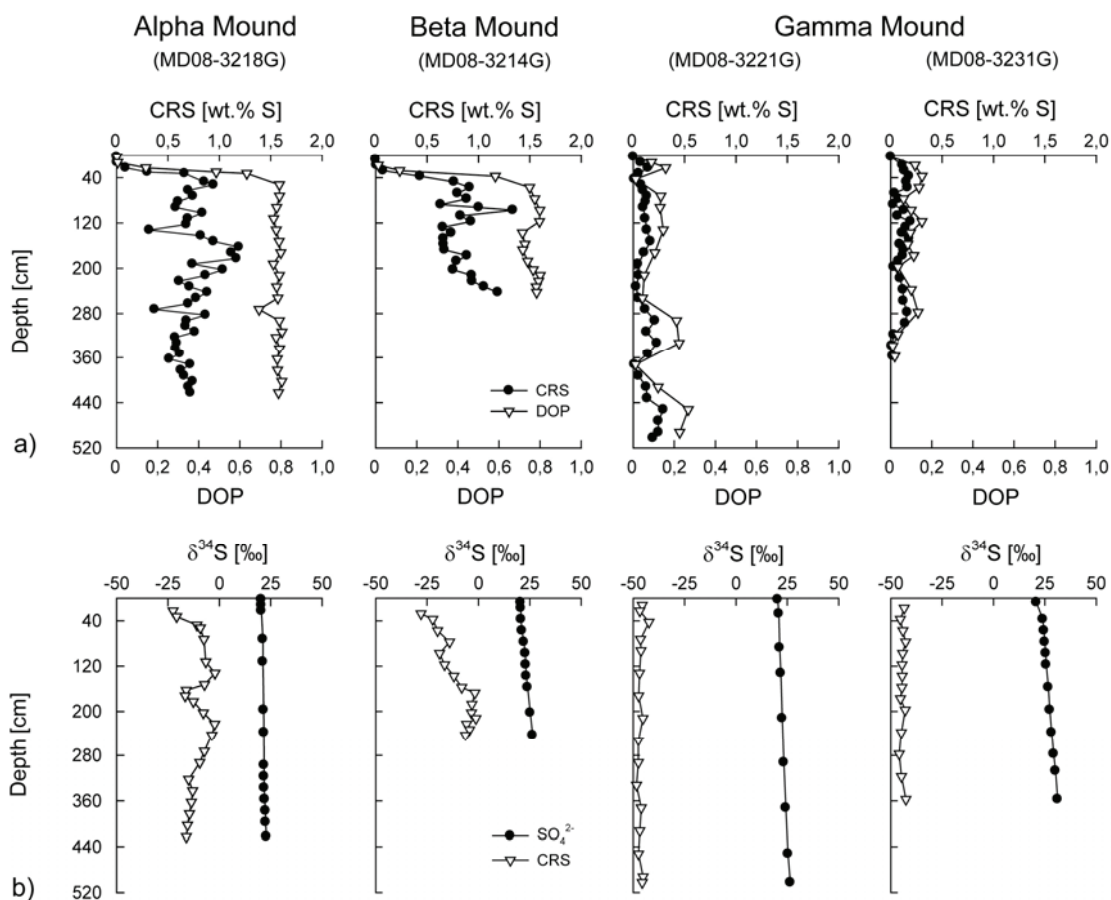 Alpha Mound Beta Mound Gamma Mound
(MD08-3218G) (MD08-3214G) (MD08-3221G) (MD08-3231G)
CRS [wt.% S] CRS [wt.% S] CRS [wt.% S] CRS [wt.% S]
0 0,5 1,0 1,5 2,0 0 0,5 1,0 1,5 2,0 0 0,5 1,0 1,5 2,0 0 0,5 1,0 1,5 2,0
40
120
200
280
360
440
520
Depth [cm]
CRS
DOP
a)
0 0,2 0,4 0,6 0,8 1,0 0 0,2 0,4 0,6 0,8 1,0 0 0,2 0,4 0,6 0,8 1,0 0 0,2 0,4 0,6 0,8 1,0
DOP DOP DOP DOP
δ³⁴S [‰] δ³⁴S [‰] δ³⁴S [‰] δ³⁴S [‰]
-50 -25 0 25 50 -50 -25 0 25 50 -50 -25 0 25 50 -50 -25 0 25 50
40
120
200
280
360
440
520
Depth [cm]
SO₄²⁻
CRS
b)